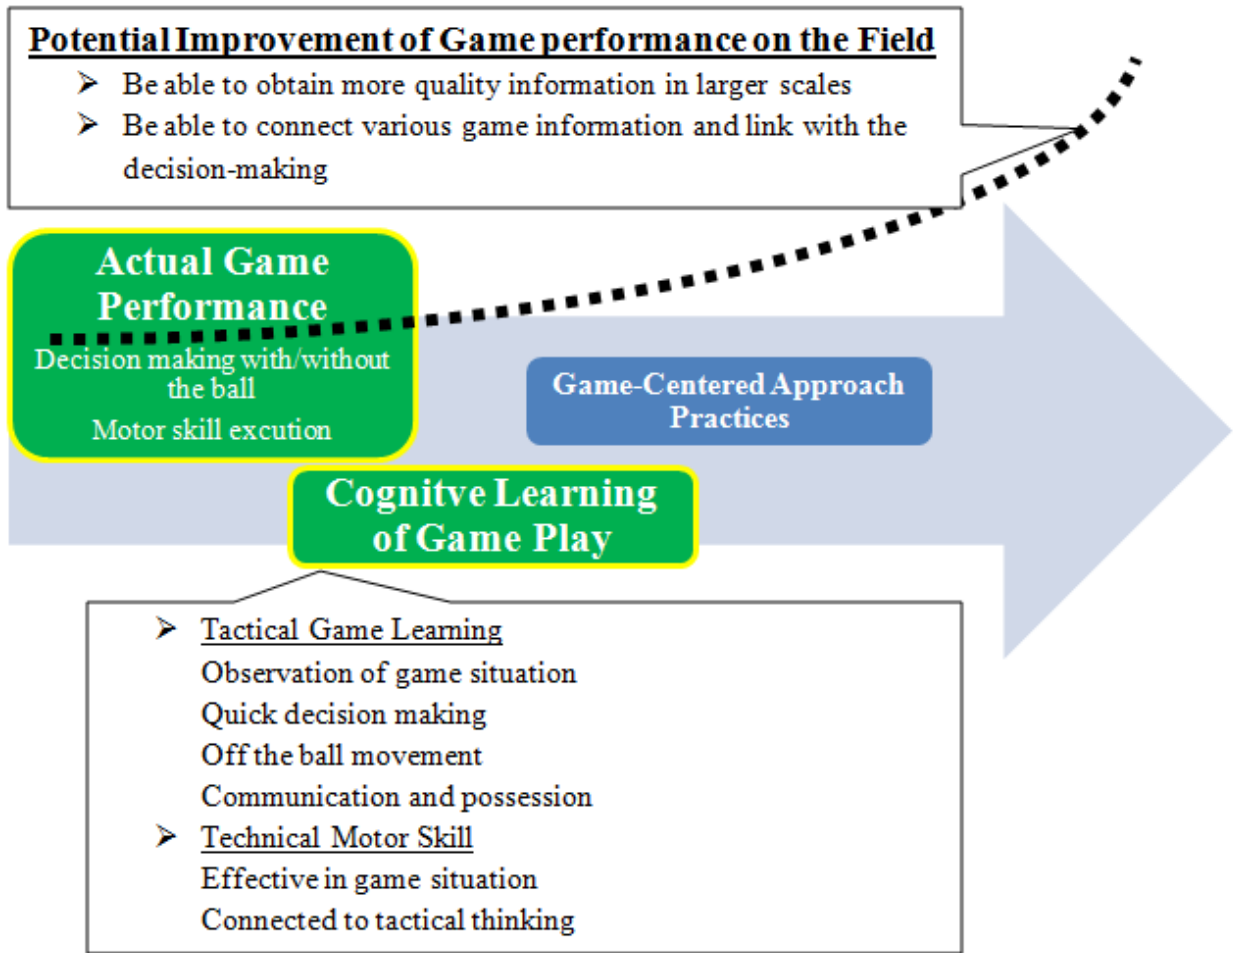 Potential Improvement of Game performance on the Field
➢ Be able to obtain more quality information in larger scales
➢ Be able to connect various game information and link with the
decision-making
Actual Game
Performance
Decision making with/without
the ball
Motor skill excution
Game-Centered Approach
Practices
Cognitve Learning
of Game Play
➢ Tactical Game Learning
Observation of game situation
Quick decision making
Off the ball movement
Communication and possession
➢ Technical Motor Skill
Effective in game situation
Connected to tactical thinking